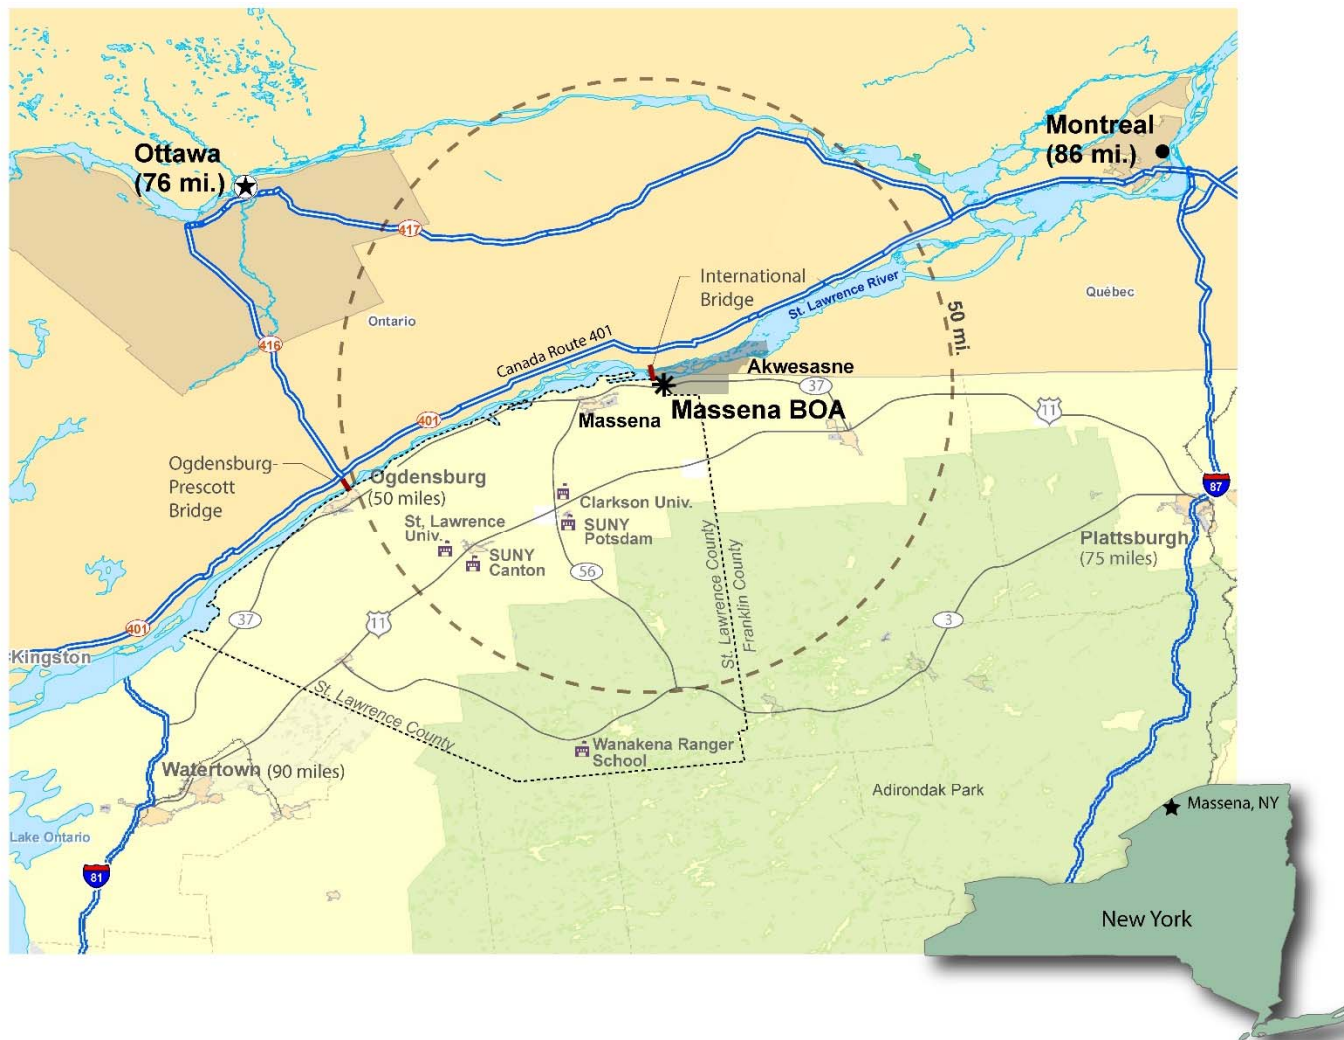 Ottawa
(76 mi.)
Montreal
(86 mi.)
417
International
Bridge
St. Lawrence River
Québec
50 mi.
Ontario
416
Canada Route 401
Akwesasne
37
Massena BOA
Massena
401
11
Ogdensburg-
Prescott
Bridge
Ogdensburg
(50 miles)
87
Clarkson Univ.
St, Lawrence
Univ.
SUNY
Potsdam
SUNY
Canton
Plattsburgh
(75 miles)
56
St. Lawrence County
Franklin County
37
11
3
401
Kingston
St. Lawrence County
Wanakena Ranger
School
Watertown (90 miles)
Adirondak Park
Lake Ontario
81
Massena, NY
New York